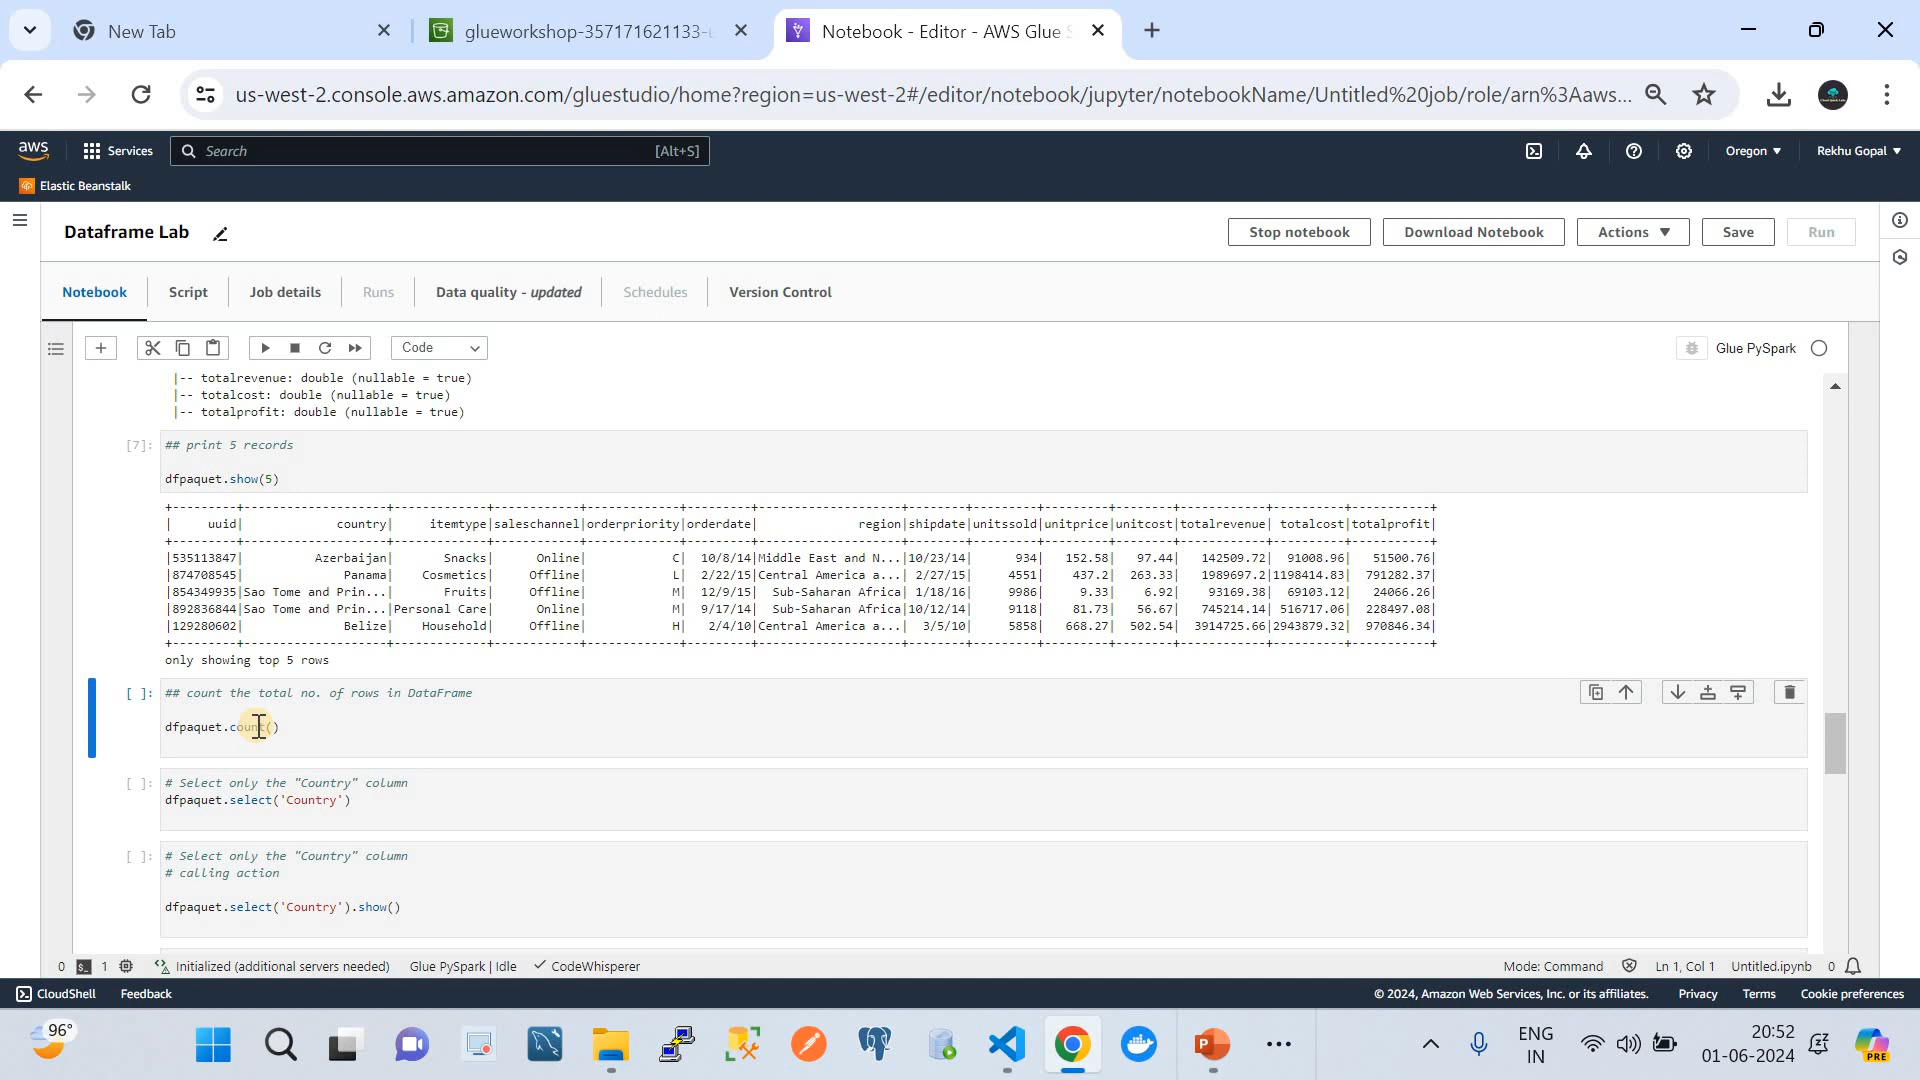 New Tab
glueworkshop-357171621133-u
Notebook - Editor - AWS Glue S
us-west-2.console.aws.amazon.com/gluestudio/home?region=us-west-2#/editor/notebook/jupyter/notebookName/Untitled%20job/role/arn%3Aaws...
aws
Services
Search
[Alt+S]
Oregon
Rekhu Gopal
Elastic Beanstalk
Dataframe Lab
Stop notebook
Download Notebook
Actions
Save
Run
Notebook
Script
Job details
Runs
Data quality - updated
Schedules
Version Control
Code
Glue PySpark
|-- totalrevenue: double (nullable = true)
|-- totalcost: double (nullable = true)
|-- totalprofit: double (nullable = true)
[7]: ## print 5 records
dfpaquet.show(5)
| uuid| country| itemtype|saleschannel|orderpriority|orderdate| region|shipdate|unitssold|unitprice|unitcost|totalrevenue| totalcost|totalprofit|
|535113847| Azerbaijan| Snacks| Online| C| 10/8/14|Middle East and N...|10/23/14| 934| 152.58| 97.44| 142509.72| 91008.96| 51500.76|
|874708545| Panama| Cosmetics| Offline| L| 2/22/15|Central America a...| 2/27/15| 4551| 437.2| 263.33| 1989697.2|1198414.83| 791282.37|
|854349935|Sao Tome and Prin...| Fruits| Offline| M| 12/9/15| Sub-Saharan Africa| 1/18/16| 9986| 9.33| 6.92| 93169.38| 69103.12| 24066.26|
|892836844|Sao Tome and Prin...|Personal Care| Online| M| 9/17/14| Sub-Saharan Africa|10/12/14| 9118| 81.73| 56.67| 745214.14| 516717.06| 228497.08|
|129280602| Belize| Household| Offline| H| 2/4/10|Central America a...| 3/5/10| 5858| 668.27| 502.54| 3914725.66|2943879.32| 970846.34|
only showing top 5 rows
[ ]: ## count the total no. of rows in DataFrame
dfpaquet.count()
[ ]: # Select only the "Country" column
dfpaquet.select('Country')
[ ]: # Select only the "Country" column
# calling action
dfpaquet.select('Country').show()
0
1
Initialized (additional servers needed)
Glue PySpark | Idle
CodeWhisperer
Mode: Command
Ln 1, Col 1
Untitled.ipynb
0
CloudShell
Feedback
© 2024, Amazon Web Services, Inc. or its affiliates.
Privacy
Terms
Cookie preferences
96°
ENG
IN
20:52
01-06-2024
PRE